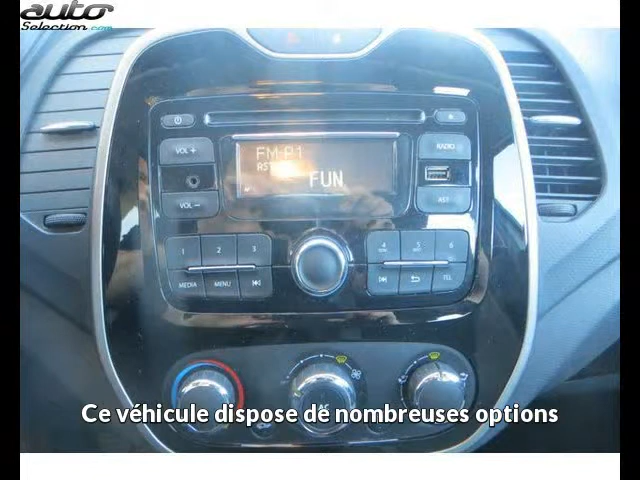 auto
Selection.com
VOL +
RADIO
FM-P1
FUN
VOL –
AST
1 2 3
4 5 6
MEDIA MENU
TEL
Ce véhicule dispose de nombreuses options